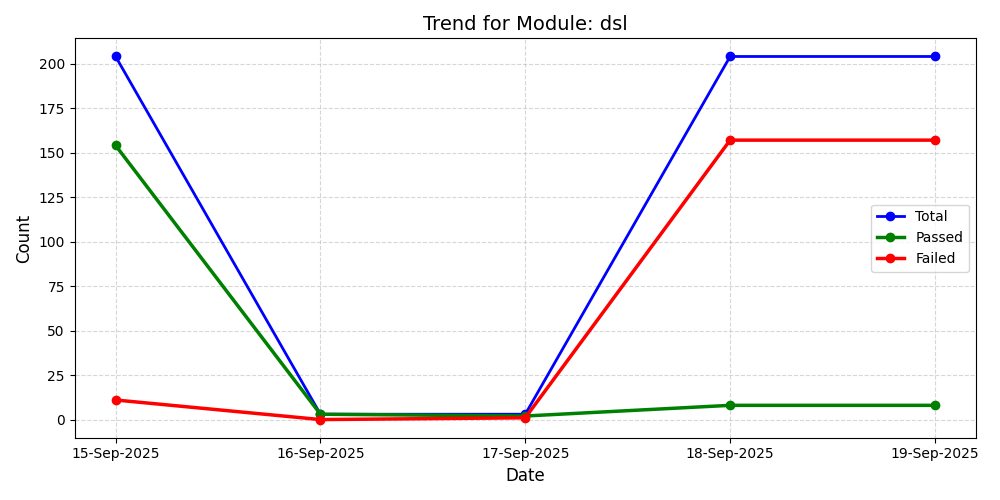 Trend for Module: dsl
Count
200
175
150
125
100
75
50
25
0
Total
Passed
Failed
15-Sep-2025
16-Sep-2025
17-Sep-2025
18-Sep-2025
19-Sep-2025
Date